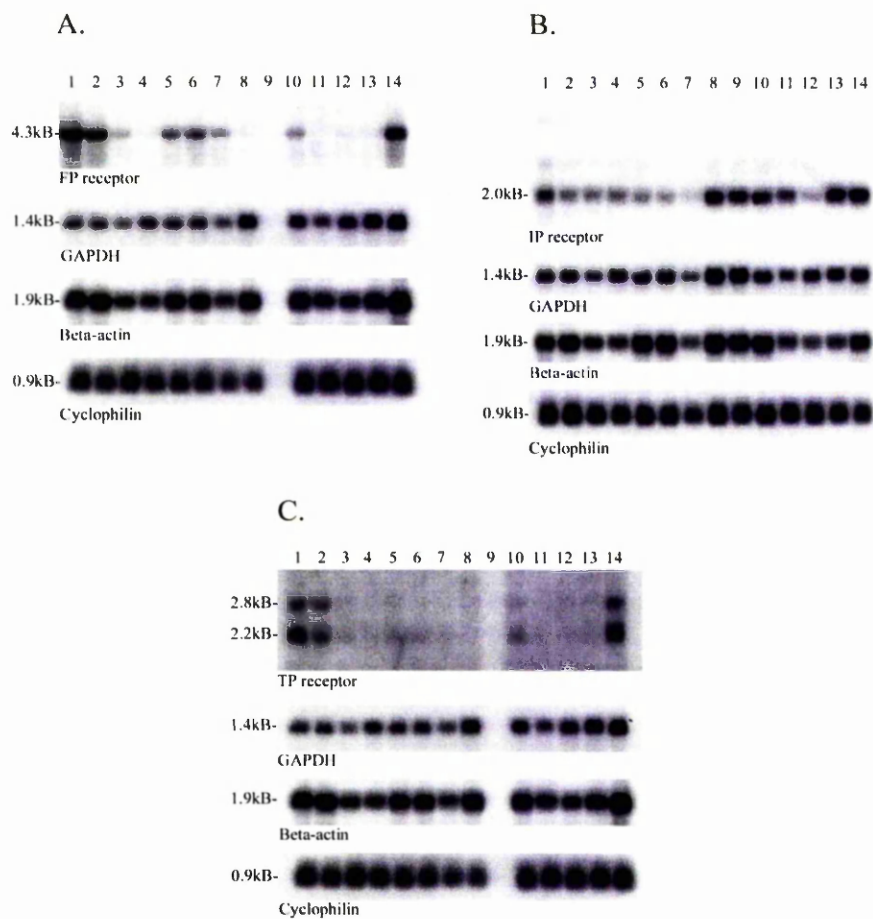 A.
1 2 3 4 5 6 7 8 9 10 11 12 13 14
4.3kB-
FP receptor
1.4kB-
GAPDH
1.9kB-
Beta-actin
0.9kB-
Cyclophilin
B.
1 2 3 4 5 6 7 8 9 10 11 12 13 14
2.0kB-
IP receptor
1.4kB-
GAPDH
1.9kB-
Beta-actin
0.9kB-
Cyclophilin
C.
1 2 3 4 5 6 7 8 9 10 11 12 13 14
2.8kB-
2.2kB-
TP receptor
1.4kB-
GAPDH
1.9kB-
Beta-actin
0.9kB-
Cyclophilin